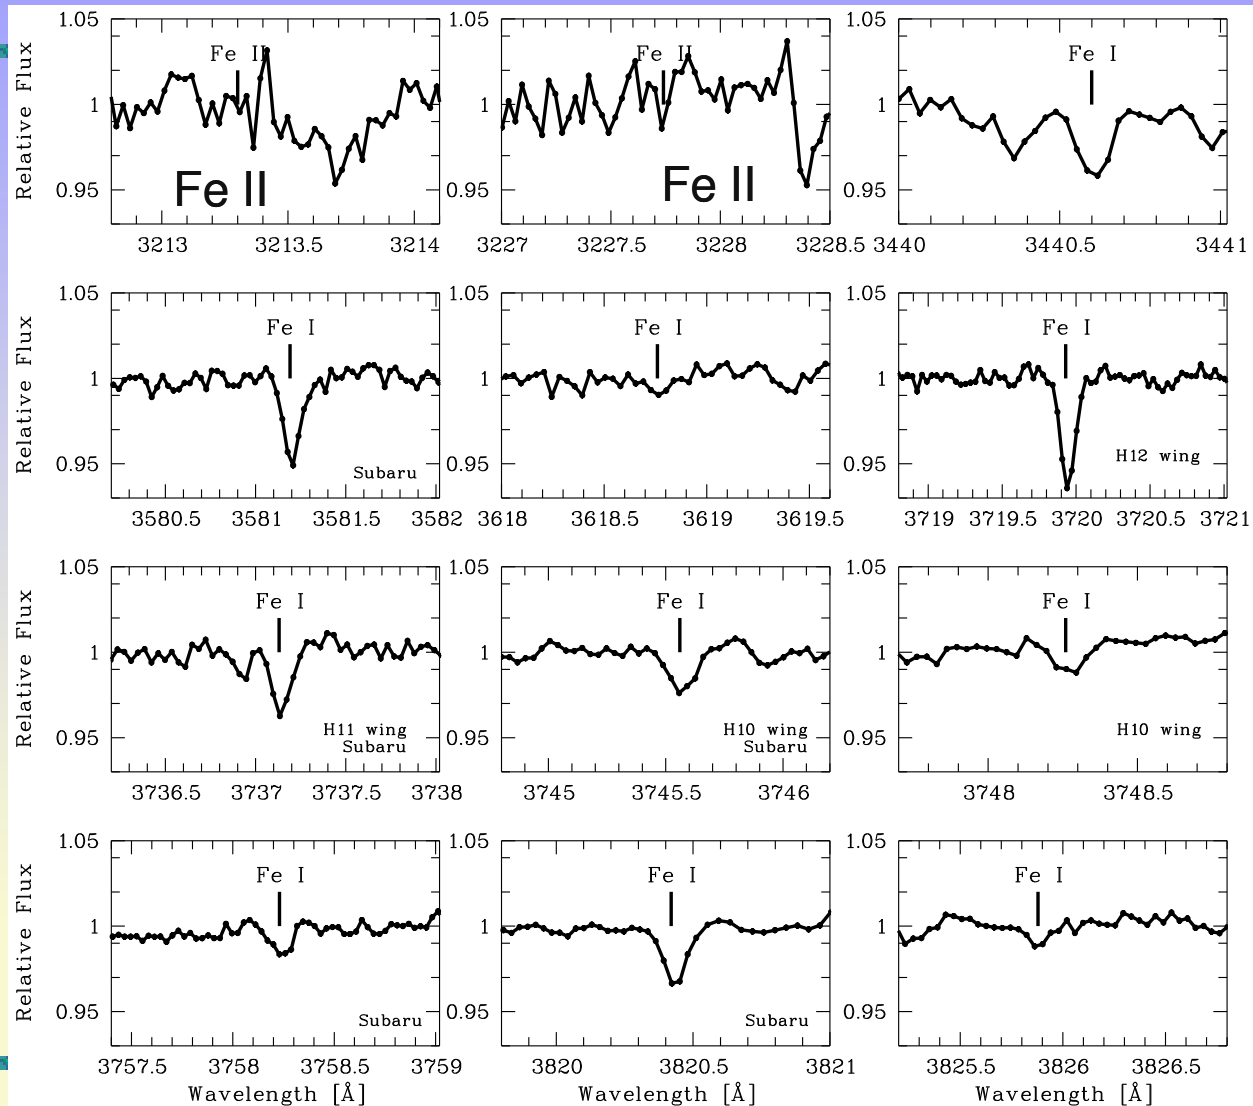 1.05 1.05 1.05
Relative Flux
Fe II Fe II Fe I
1 1 1
0.95 Fe II 0.95 Fe II 0.95
3213 3213.5 3214 3227 3227.5 3228 3228.5 3440 3440.5 3441
1.05 1.05 1.05
Relative Flux
Fe I Fe I Fe I
1 1 1
0.95 Subaru 0.95 0.95 H12 wing
3580.5 3581 3581.5 3582 3618 3618.5 3619 3619.5 3719 3719.5 3720 3720.5 3721
1.05 1.05 1.05
Relative Flux
Fe I Fe I Fe I
1 1 1
0.95 H11 wing 0.95 H10 wing 0.95 H10 wing
Subaru Subaru
3736.5 3737 3737.5 3738 3745 3745.5 3746 3748 3748.5
1.05 1.05 1.05
Relative Flux
Fe I Fe I Fe I
1 1 1
0.95 Subaru 0.95 Subaru 0.95
3757.5 3758 3758.5 3759 3820 3820.5 3821 3825.5 3826 3826.5
Wavelength [Å] Wavelength [Å] Wavelength [Å]